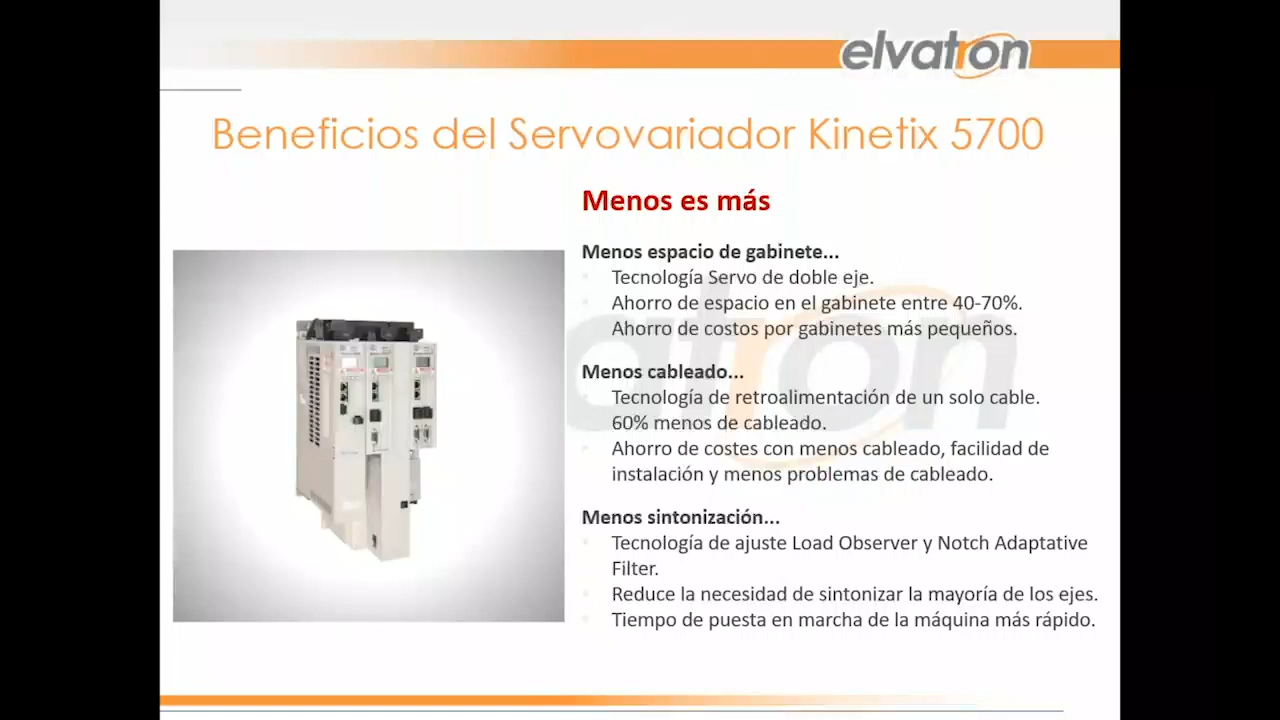 elvatron
Beneficios del Servovariador Kinetix 5700
Menos es más
Menos espacio de gabinete...
Tecnología Servo de doble eje.
Ahorro de espacio en el gabinete entre 40-70%.
Ahorro de costos por gabinetes más pequeños.
Menos cableado...
Tecnología de retroalimentación de un solo cable.
60% menos de cableado.
Ahorro de costes con menos cableado, facilidad de
instalación y menos problemas de cableado.
Menos sintonización...
Tecnología de ajuste Load Observer y Notch Adaptative
Filter.
Reduce la necesidad de sintonizar la mayoría de los ejes.
Tiempo de puesta en marcha de la máquina más rápido.